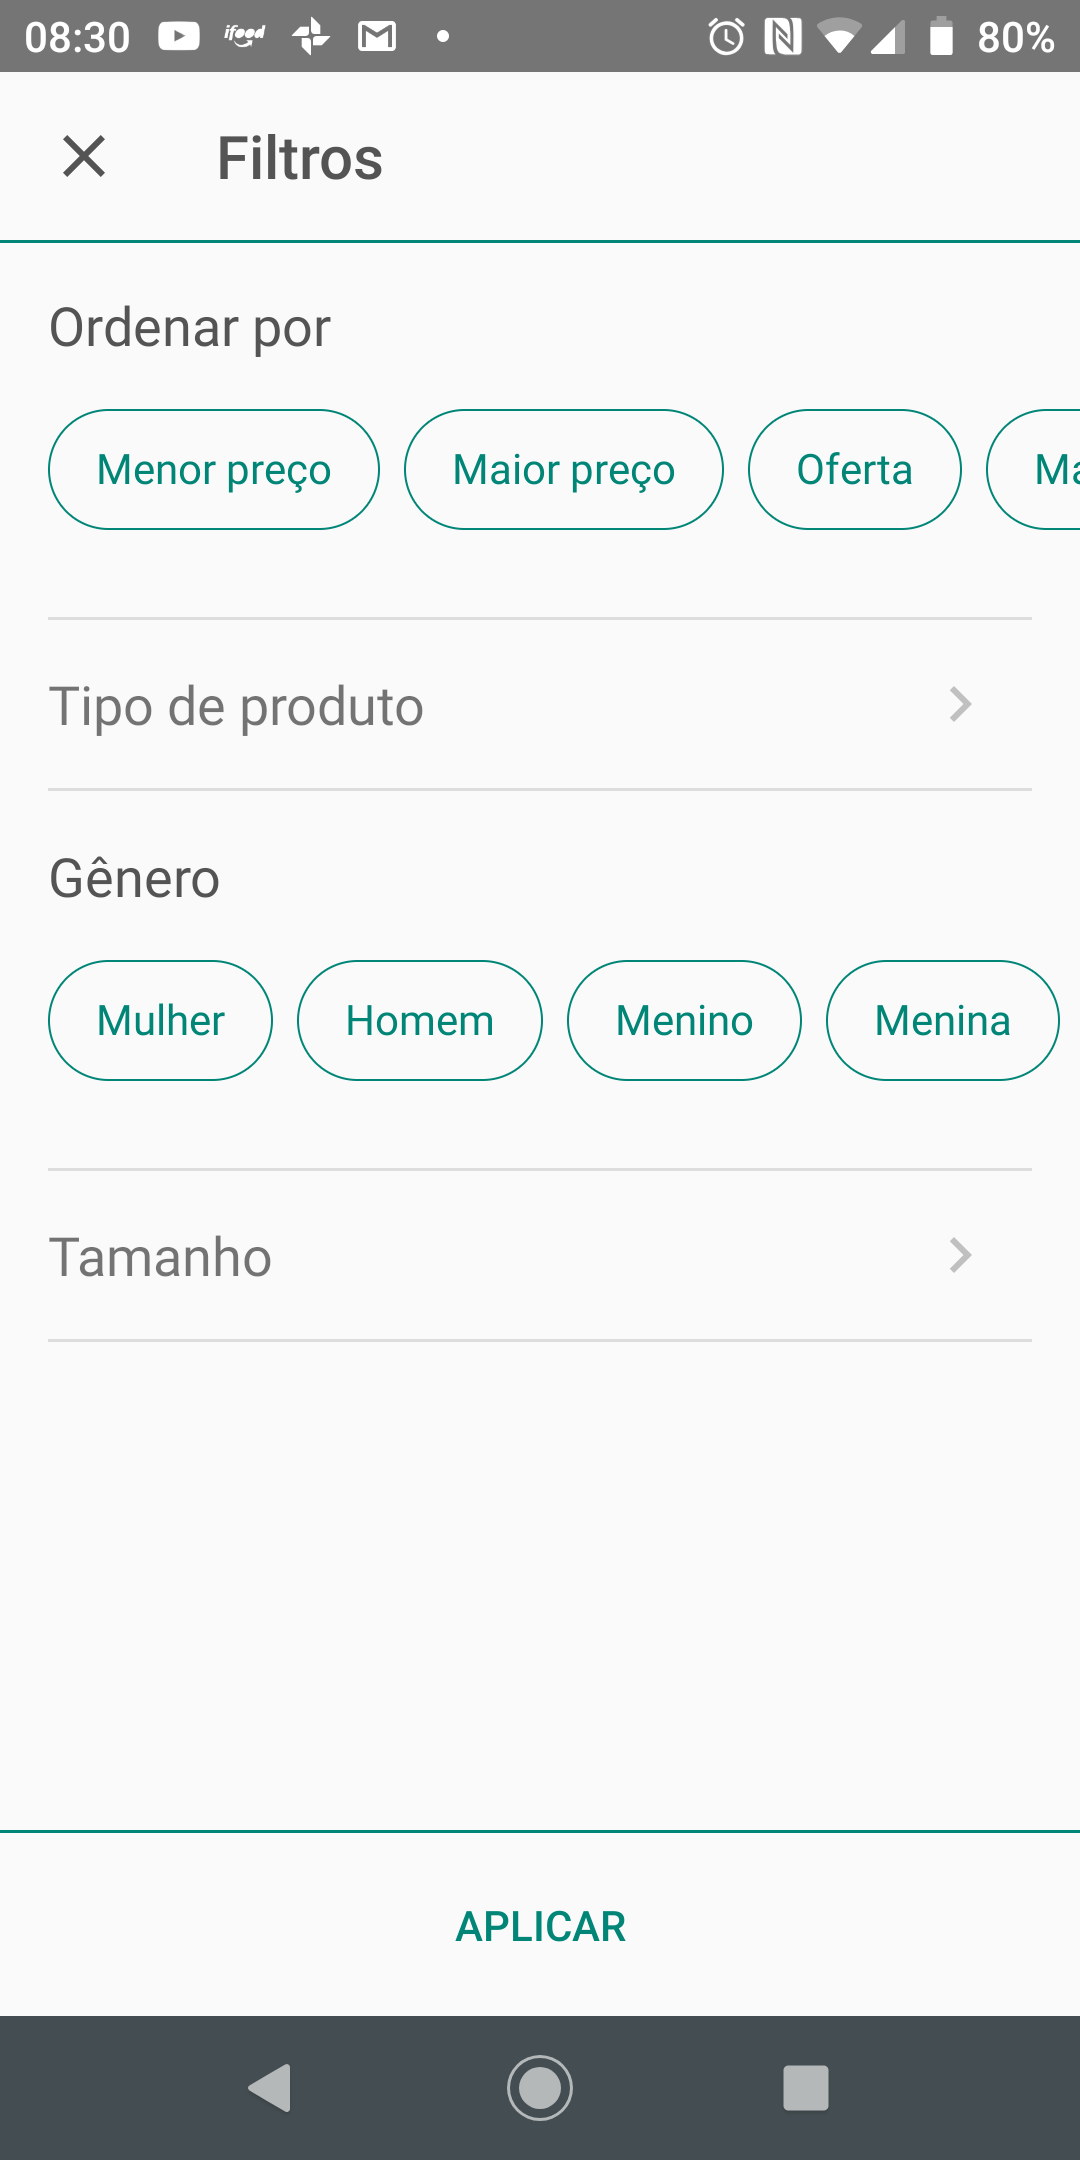 08:30 ifood 80%
Filtros
Ordenar por
Menor preço Maior preço Oferta Ma
Tipo de produto
Gênero
Mulher Homem Menino Menina
Tamanho
APLICAR